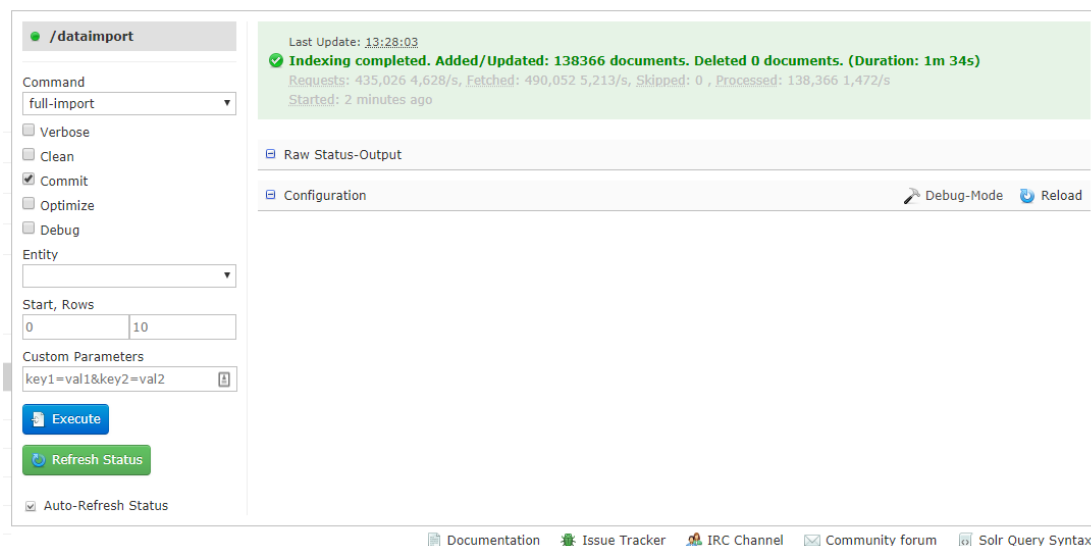 /dataimport
Command
full-import
Verbose
Clean
Commit
Optimize
Debug
Entity
Start, Rows
0 10
Custom Parameters
key1=val1&key2=val2
Execute
Refresh Status
Auto-Refresh Status
Last Update: 13:28:03
Indexing completed. Added/Updated: 138366 documents. Deleted 0 documents. (Duration: 1m 34s)
Requests: 435,026 4,628/s, Fetched: 490,052 5,213/s, Skipped: 0 , Processed: 138,366 1,472/s
Started: 2 minutes ago
Raw Status-Output
Configuration Debug-Mode Reload
Documentation Issue Tracker IRC Channel Community forum Solr Query Syntax